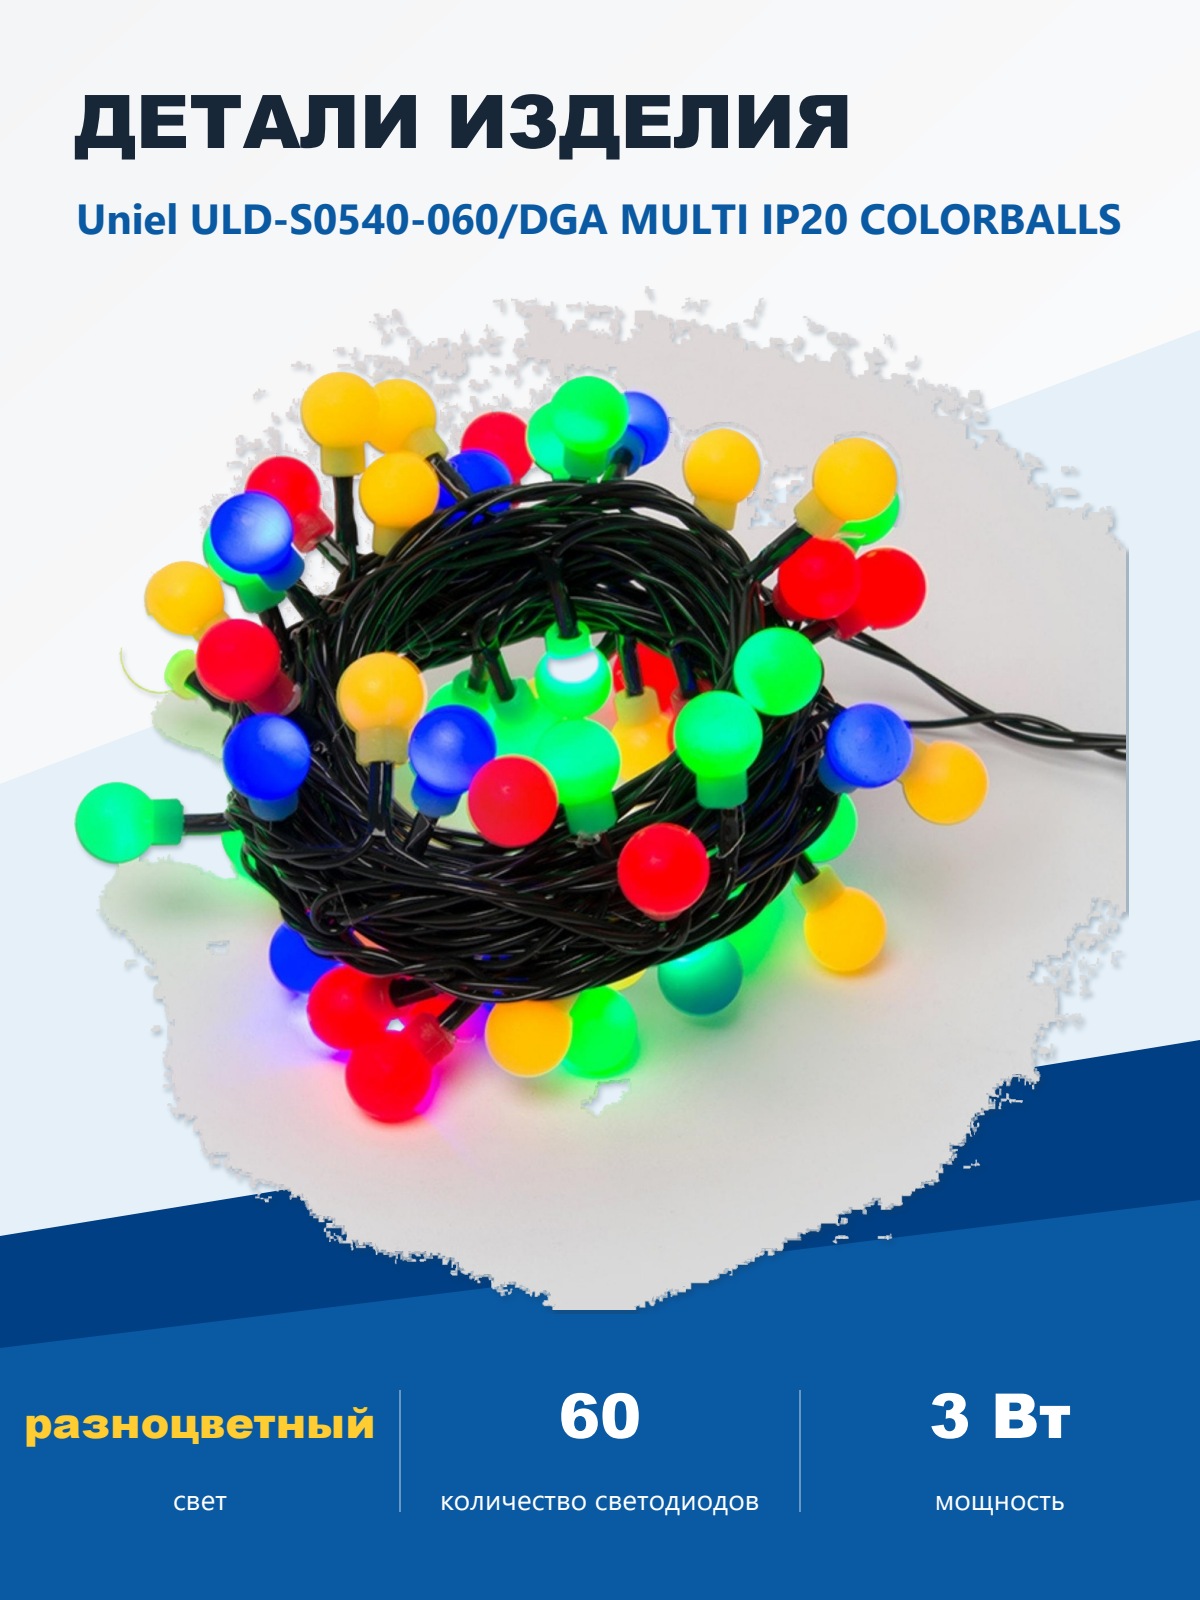 ДЕТАЛИ ИЗДЕЛИЯ
Uniel ULD-S0540-060/DGA MULTI IP20 COLORBALLS
разноцветный
свет
60
количество светодиодов
3 Вт
мощность